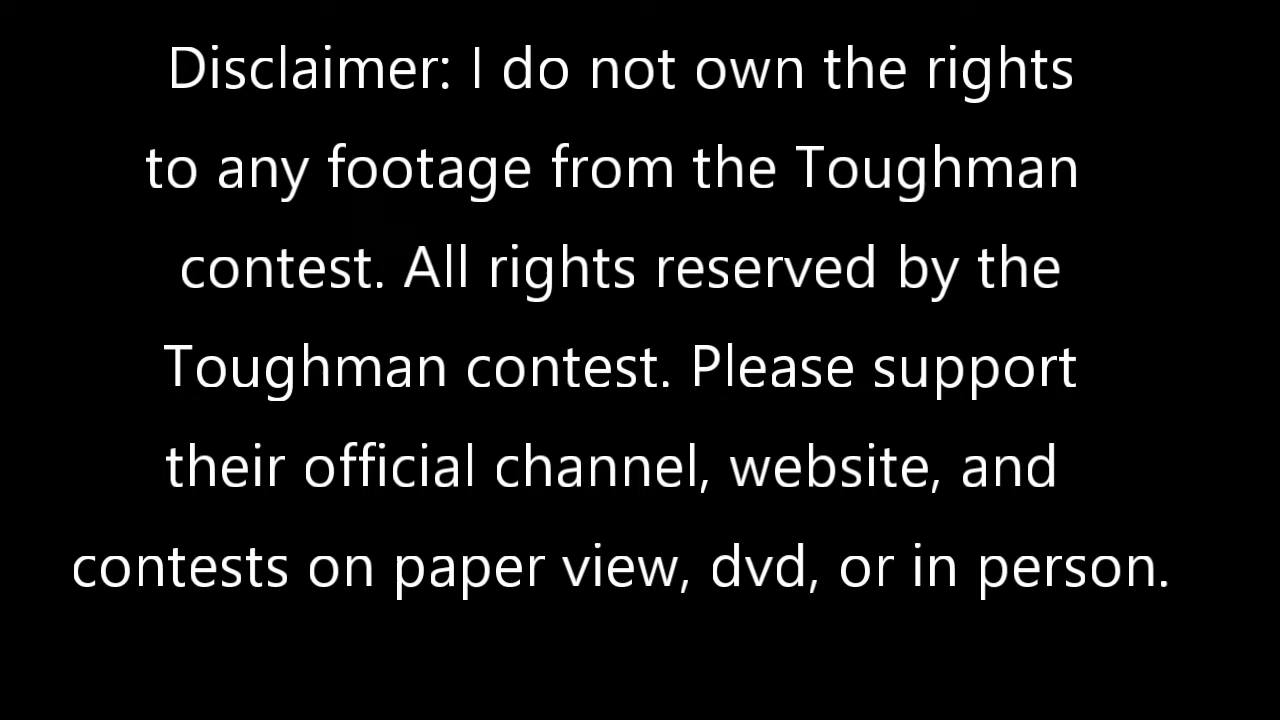 Disclaimer: I do not own the rights
to any footage from the Toughman
contest. All rights reserved by the
Toughman contest. Please support
their official channel, website, and
contests on paper view, dvd, or in person.